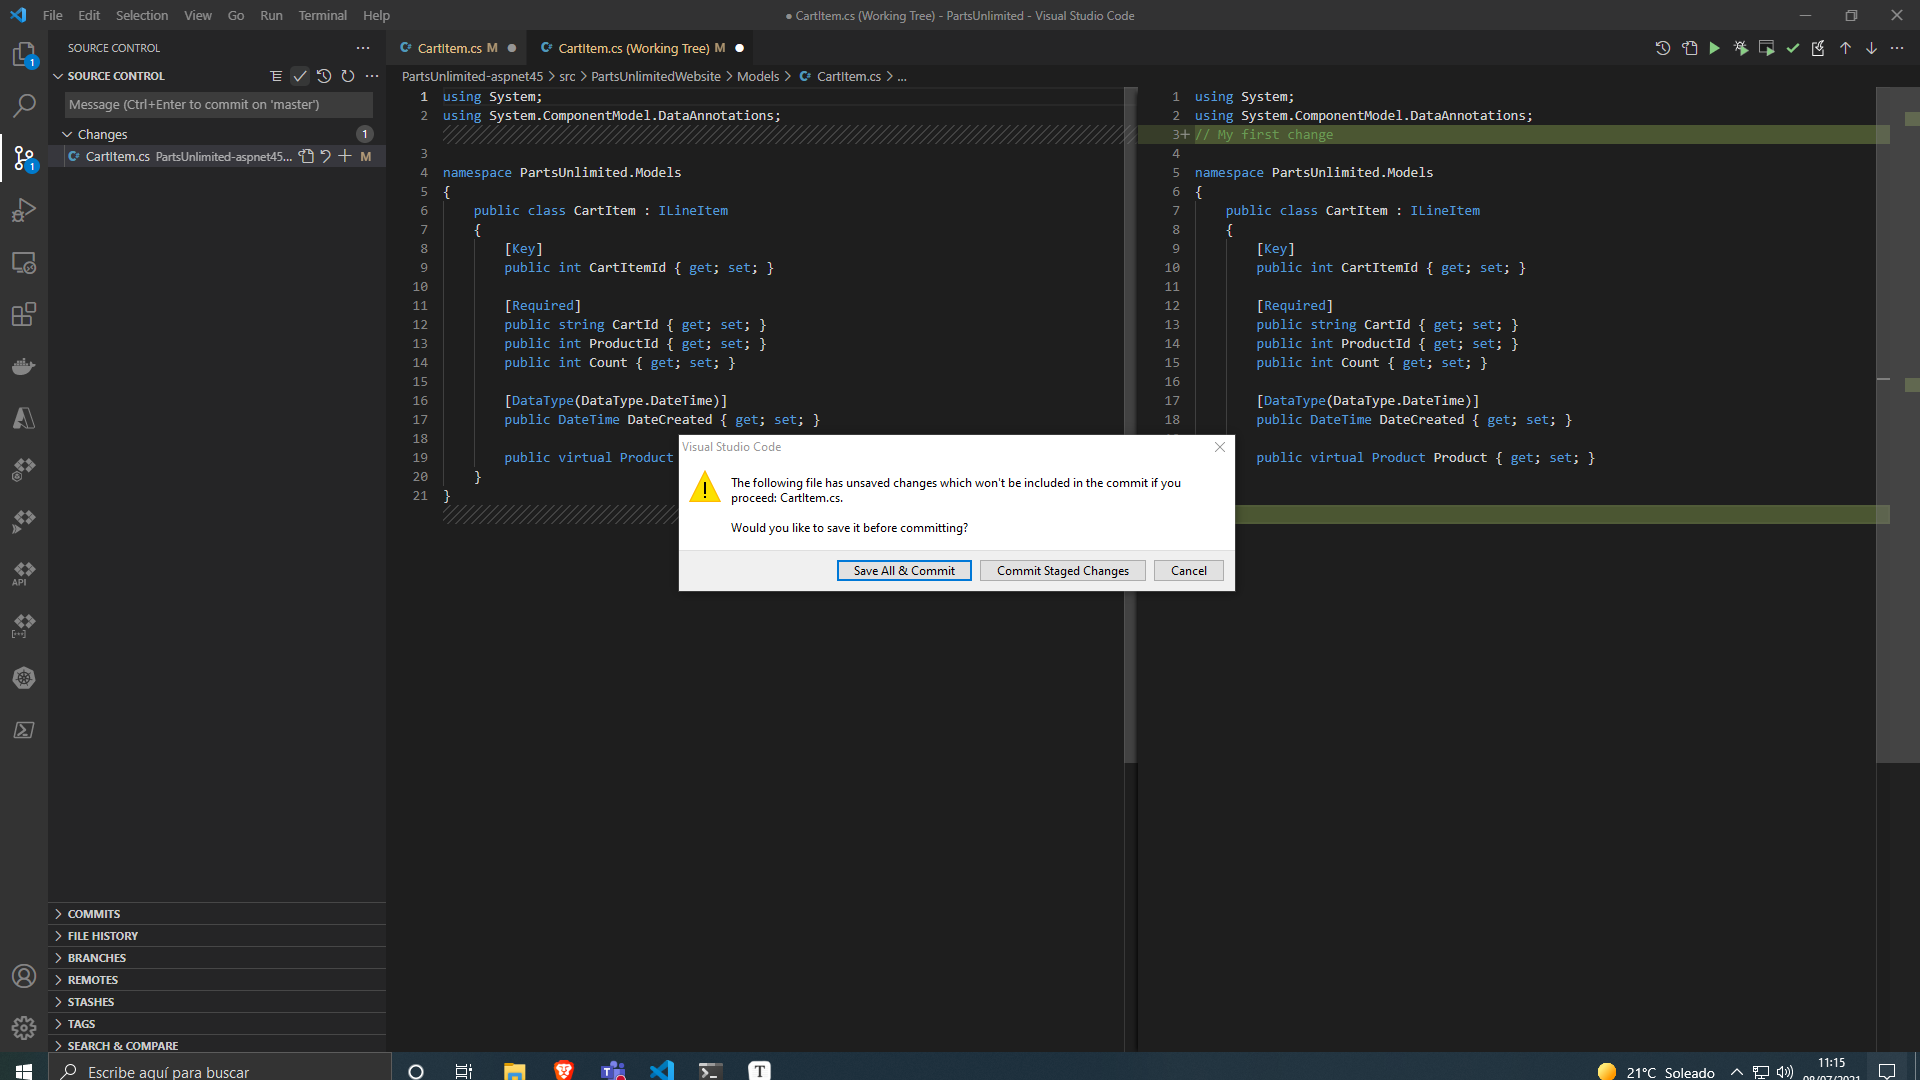 File Edit Selection View Go Run Terminal Help
● CartItem.cs (Working Tree) - PartsUnlimited - Visual Studio Code
SOURCE CONTROL
CartItem.cs M
CartItem.cs (Working Tree) M
SOURCE CONTROL
PartsUnlimited-aspnet45 > src > PartsUnlimitedWebsite > Models > CartItem.cs > ...
Message (Ctrl+Enter to commit on 'master')
Changes 1
CartItem.cs PartsUnlimited-aspnet45... M
1 using System;
2 using System.ComponentModel.DataAnnotations;
3
4 namespace PartsUnlimited.Models
5 {
6 public class CartItem : ILineItem
7 {
8 [Key]
9 public int CartItemId { get; set; }
10
11 [Required]
12 public string CartId { get; set; }
13 public int ProductId { get; set; }
14 public int Count { get; set; }
15
16 [DataType(DataType.DateTime)]
17 public DateTime DateCreated { get; set; }
18
19 public virtual Product
20 }
21 }
1 using System;
2 using System.ComponentModel.DataAnnotations;
3+ // My first change
4
5 namespace PartsUnlimited.Models
6 {
7 public class CartItem : ILineItem
8 {
9 [Key]
10 public int CartItemId { get; set; }
11
12 [Required]
13 public string CartId { get; set; }
14 public int ProductId { get; set; }
15 public int Count { get; set; }
16
17 [DataType(DataType.DateTime)]
18 public DateTime DateCreated { get; set; }
public virtual Product Product { get; set; }
Visual Studio Code
The following file has unsaved changes which won't be included in the commit if you
proceed: CartItem.cs.
Would you like to save it before committing?
Save All & Commit
Commit Staged Changes
Cancel
1
1
API
COMMITS
FILE HISTORY
BRANCHES
REMOTES
STASHES
TAGS
SEARCH & COMPARE
Escribe aquí para buscar
T
21°C Soleado
11:15